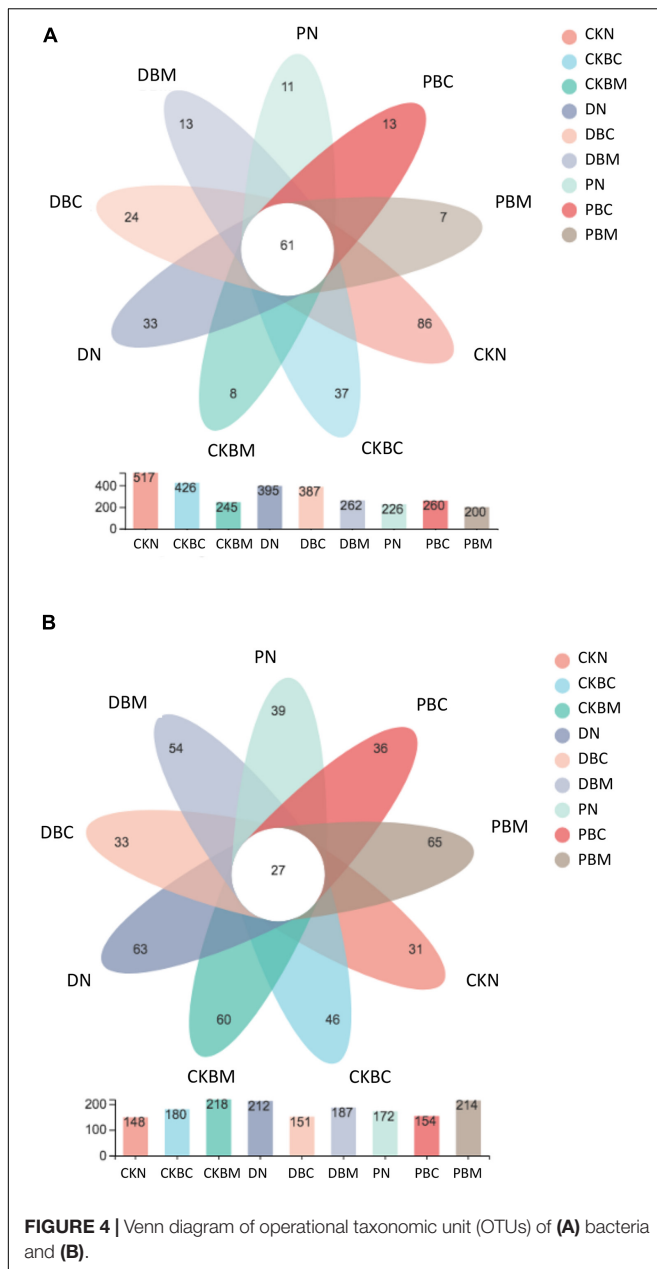 A
PN
DBM
PBC
DBC
PBM
DN
CKN
CKBM
CKBC
11
13
13
24
7
61
33
86
8
37
CKN
CKBC
CKBM
DN
DBC
DBM
PN
PBC
PBM
400
200
0
517
426
245
395
387
262
226
260
200
CKN CKBC CKBM DN DBC DBM PN PBC PBM
B
PN
DBM
PBC
DBC
PBM
DN
CKN
CKBM
CKBC
39
54
36
33
65
27
63
31
60
46
CKN
CKBC
CKBM
DN
DBC
DBM
PN
PBC
PBM
200
100
0
148
180
218
212
151
187
172
154
214
CKN CKBC CKBM DN DBC DBM PN PBC PBM
FIGURE 4 | Venn diagram of operational taxonomic unit (OTUs) of (A) bacteria
and (B).